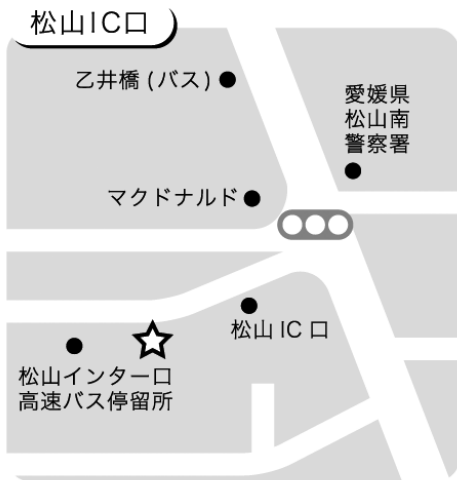 松山IC口
乙井橋 (バス)
愛媛県
松山南
警察署
マクドナルド
松山 IC 口
松山インター口
高速バス停留所